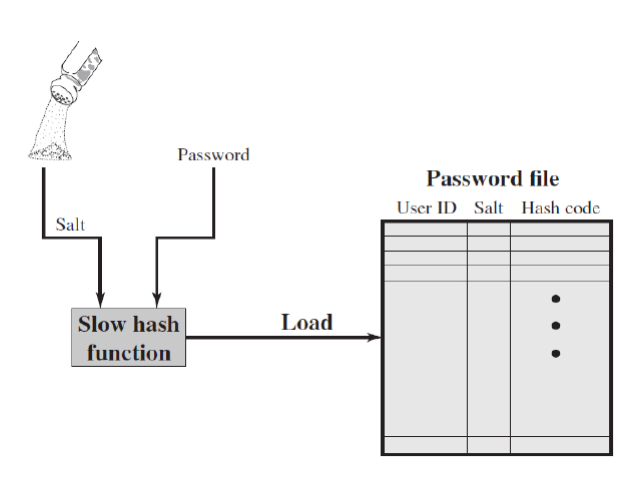 Password
Salt
Slow hash
function
Load
Password file
User ID Salt Hash code